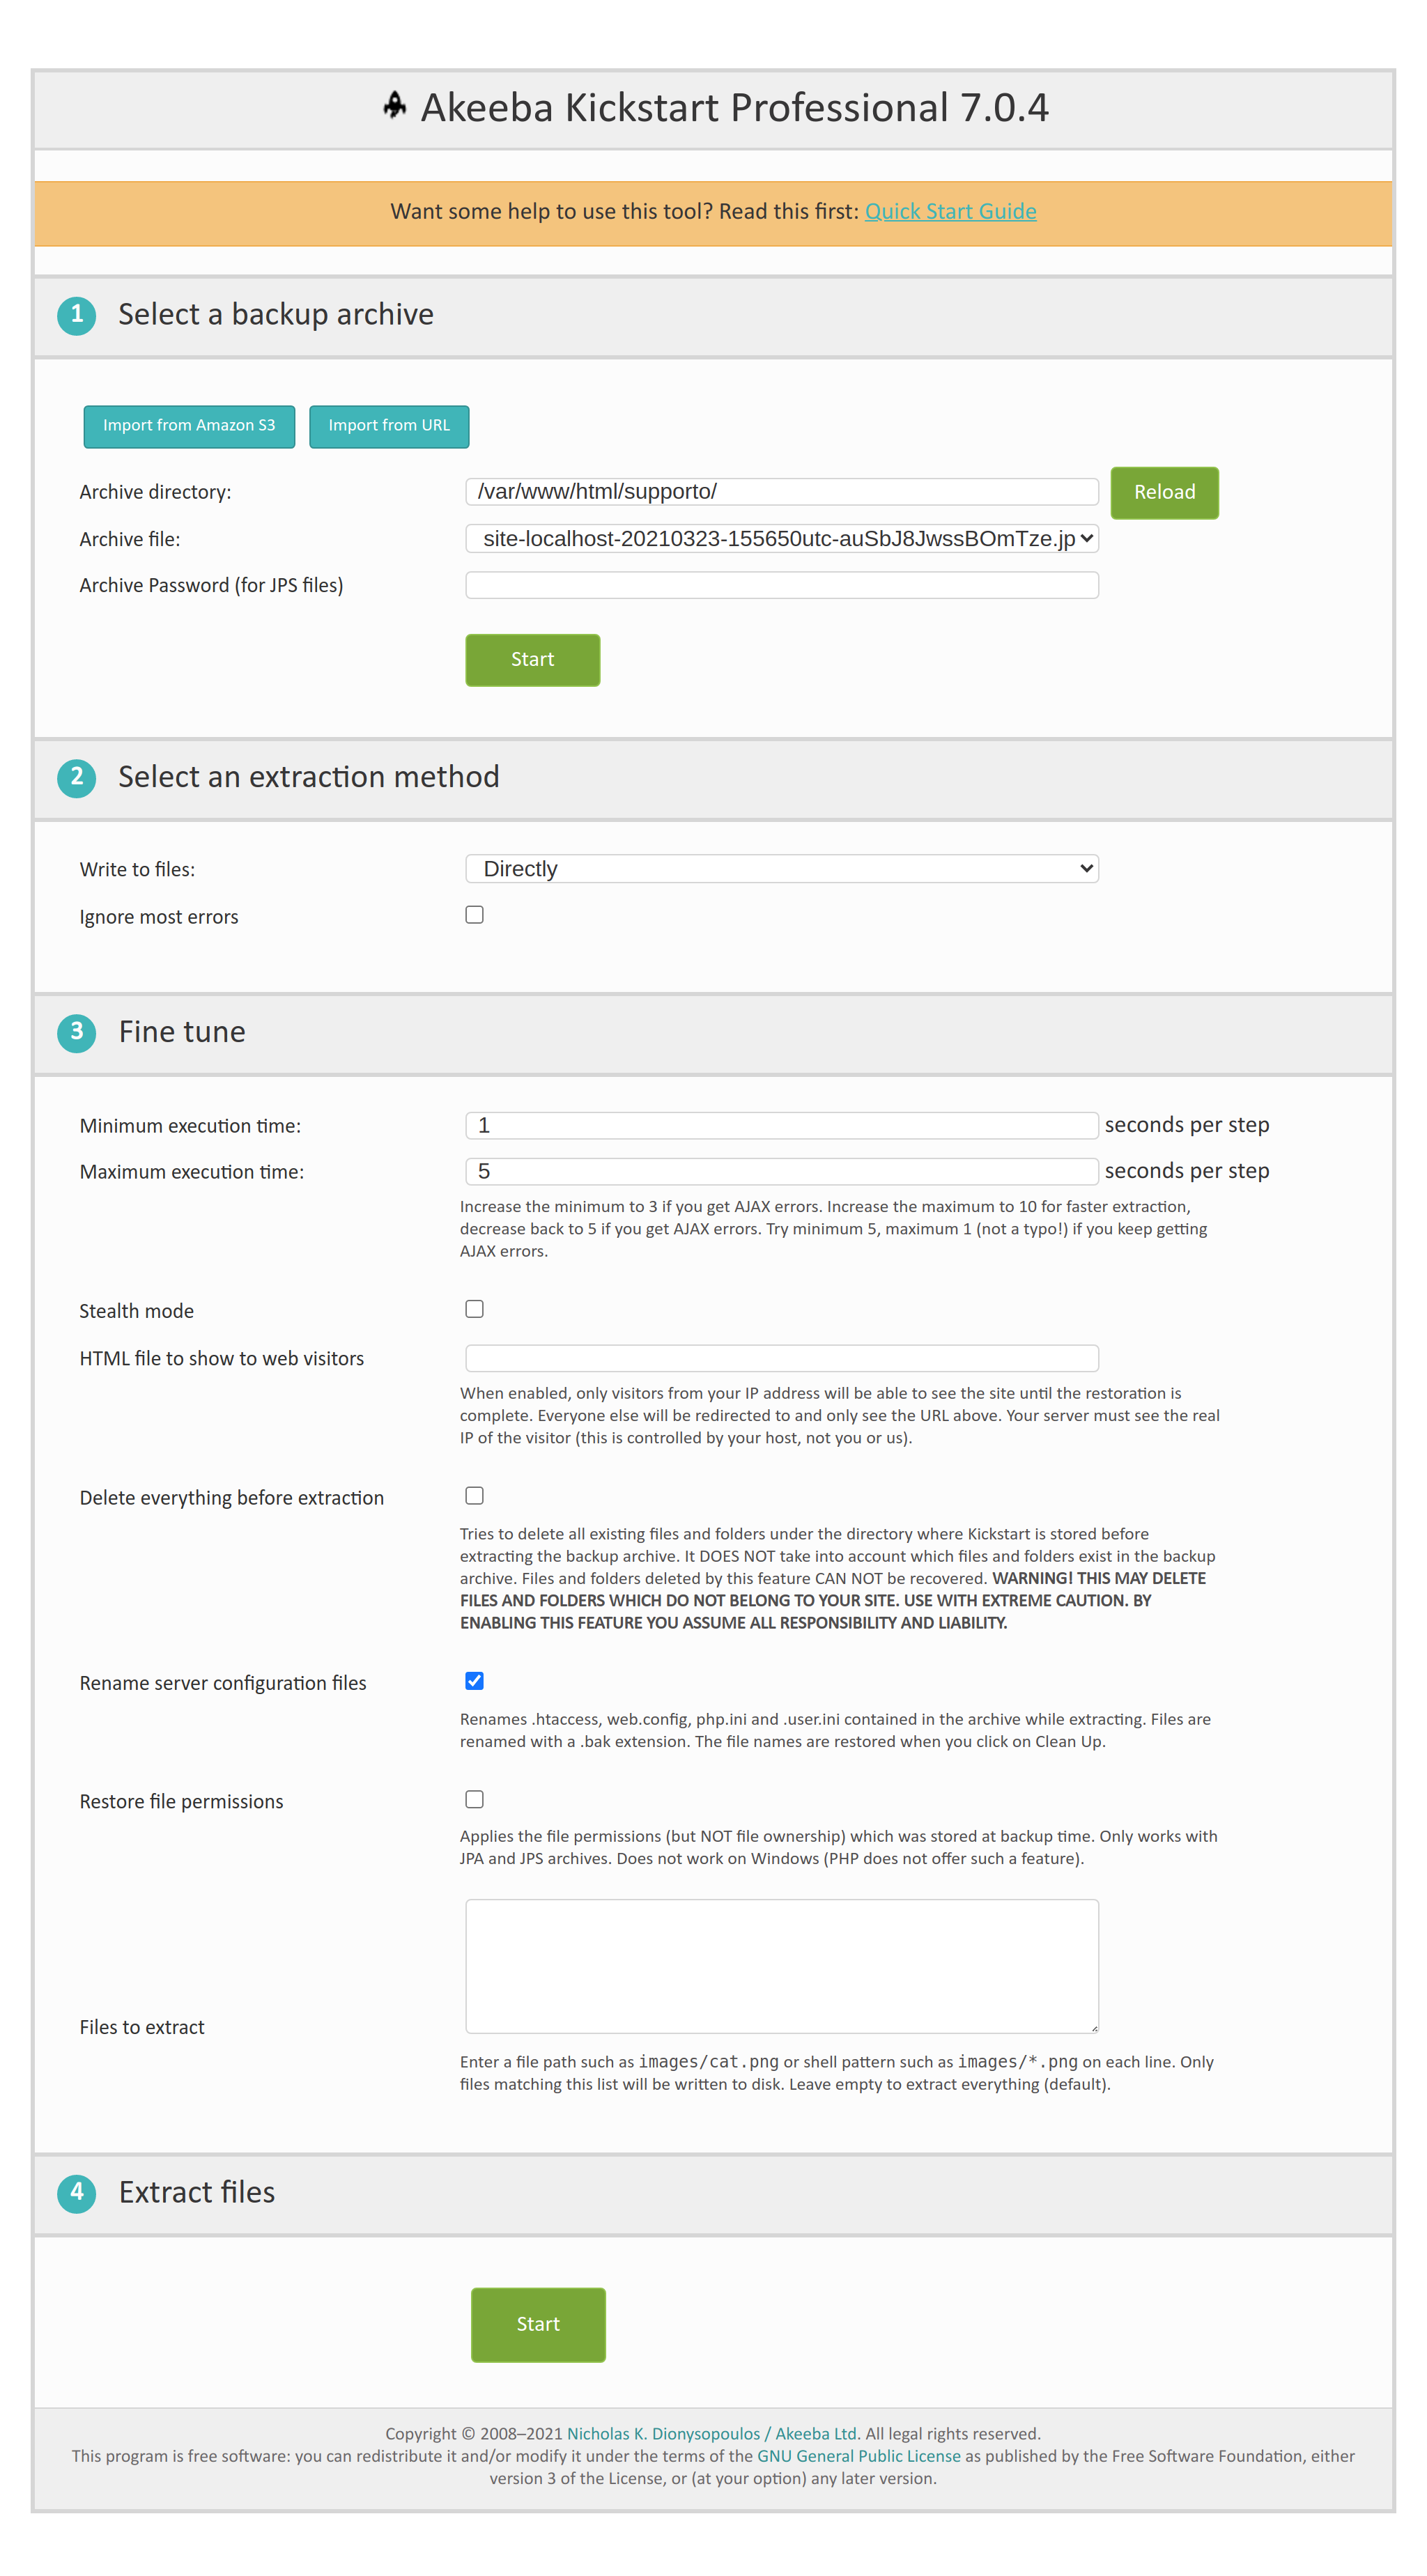 Akeeba Kickstart Professional 7.0.4
Want some help to use this tool? Read this first: Quick Start Guide
1 Select a backup archive
Import from Amazon S3 Import from URL
Archive directory: /var/www/html/supporto/ Reload
Archive file: site-localhost-20210323-155650utc-auSbJ8JwssBOmTze.jp
Archive Password (for JPS files)
Start
2 Select an extraction method
Write to files: Directly
Ignore most errors
3 Fine tune
Minimum execution time: 1 seconds per step
Maximum execution time: 5 seconds per step
Increase the minimum to 3 if you get AJAX errors. Increase the maximum to 10 for faster extraction,
decrease back to 5 if you get AJAX errors. Try minimum 5, maximum 1 (not a typo!) if you keep getting
AJAX errors.
Stealth mode
HTML file to show to web visitors
When enabled, only visitors from your IP address will be able to see the site until the restoration is
complete. Everyone else will be redirected to and only see the URL above. Your server must see the real
IP of the visitor (this is controlled by your host, not you or us).
Delete everything before extraction
Tries to delete all existing files and folders under the directory where Kickstart is stored before
extracting the backup archive. It DOES NOT take into account which files and folders exist in the backup
archive. Files and folders deleted by this feature CAN NOT be recovered. WARNING! THIS MAY DELETE
FILES AND FOLDERS WHICH DO NOT BELONG TO YOUR SITE. USE WITH EXTREME CAUTION. BY
ENABLING THIS FEATURE YOU ASSUME ALL RESPONSIBILITY AND LIABILITY.
Rename server configuration files
Renames .htaccess, web.config, php.ini and .user.ini contained in the archive while extracting. Files are
renamed with a .bak extension. The file names are restored when you click on Clean Up.
Restore file permissions
Applies the file permissions (but NOT file ownership) which was stored at backup time. Only works with
JPA and JPS archives. Does not work on Windows (PHP does not offer such a feature).
Files to extract
Enter a file path such as images/cat.png or shell pattern such as images/*.png on each line. Only
files matching this list will be written to disk. Leave empty to extract everything (default).
4 Extract files
Start
Copyright © 2008–2021 Nicholas K. Dionysopoulos / Akeeba Ltd. All legal rights reserved.
This program is free software: you can redistribute it and/or modify it under the terms of the GNU General Public License as published by the Free Software Foundation, either
version 3 of the License, or (at your option) any later version.